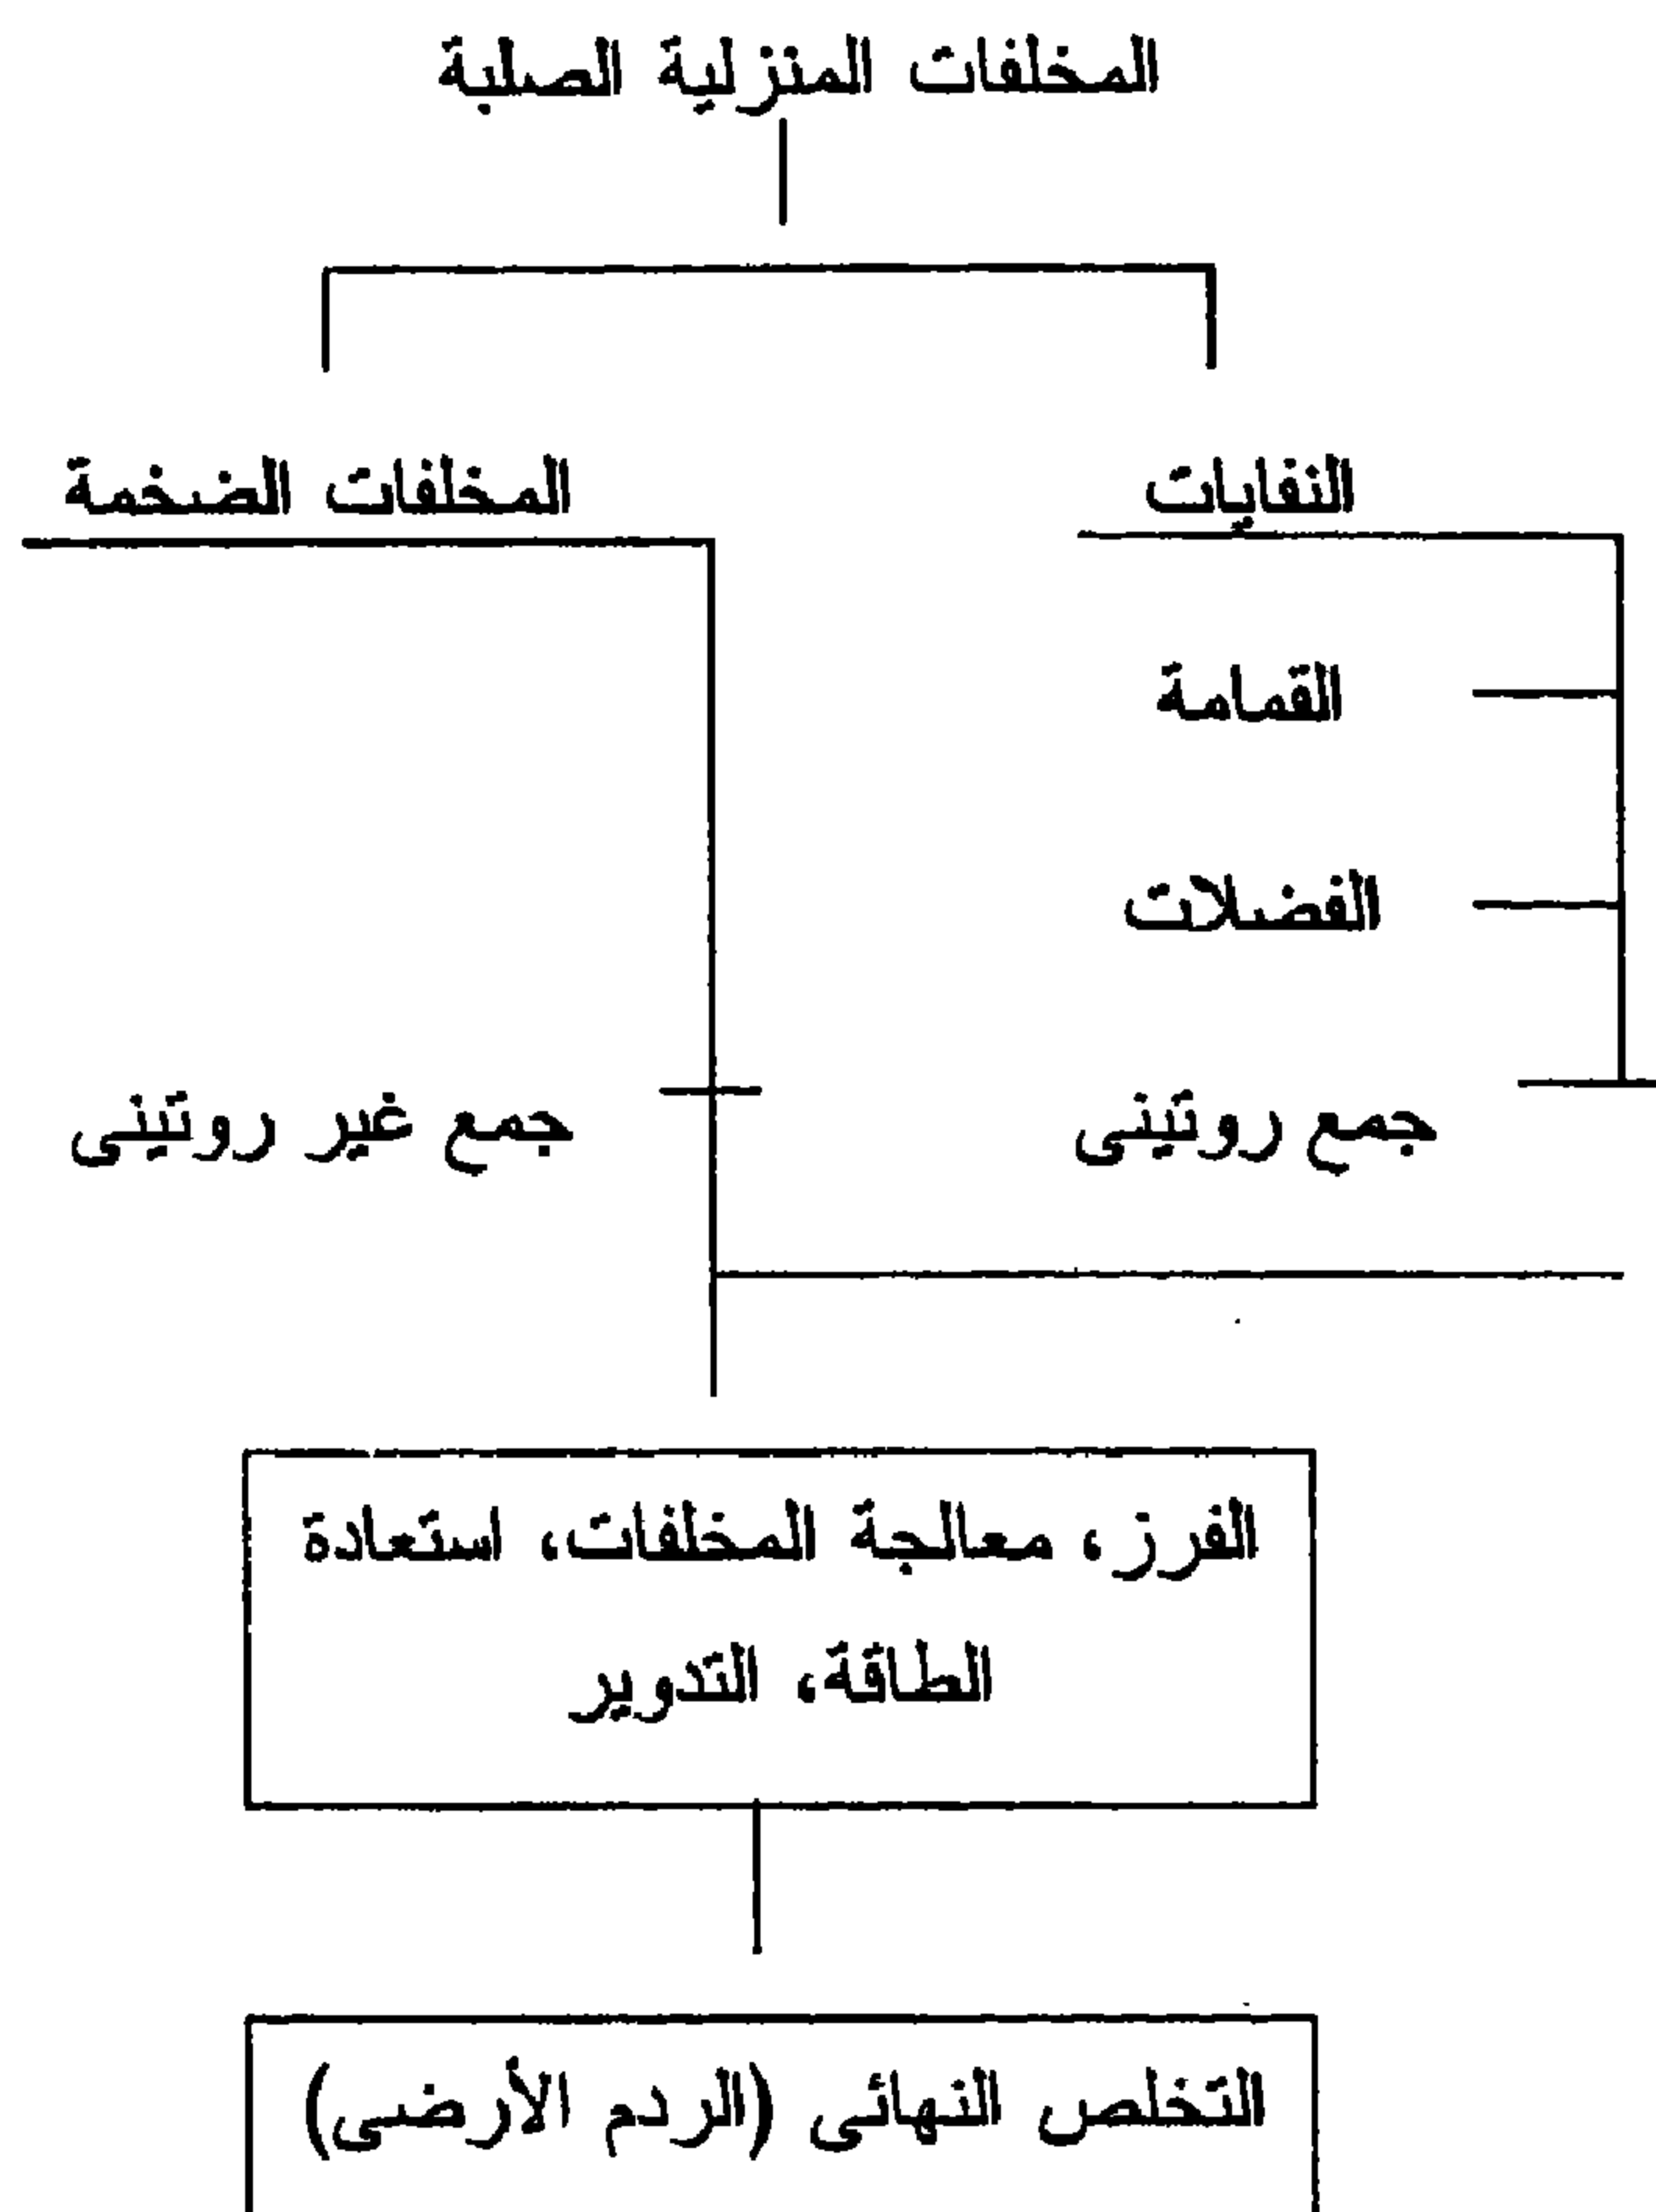 المخلفات المنزلية الصلبة
النفايات
المخلفات الضخمة
القمامة
الفضلات
جمع روتينى
جمع غير روتينى
الفرز، معالجة المخلفات، استعادة
الطاقة، التدوير
التخلص النهائى (الردم الأرضى)